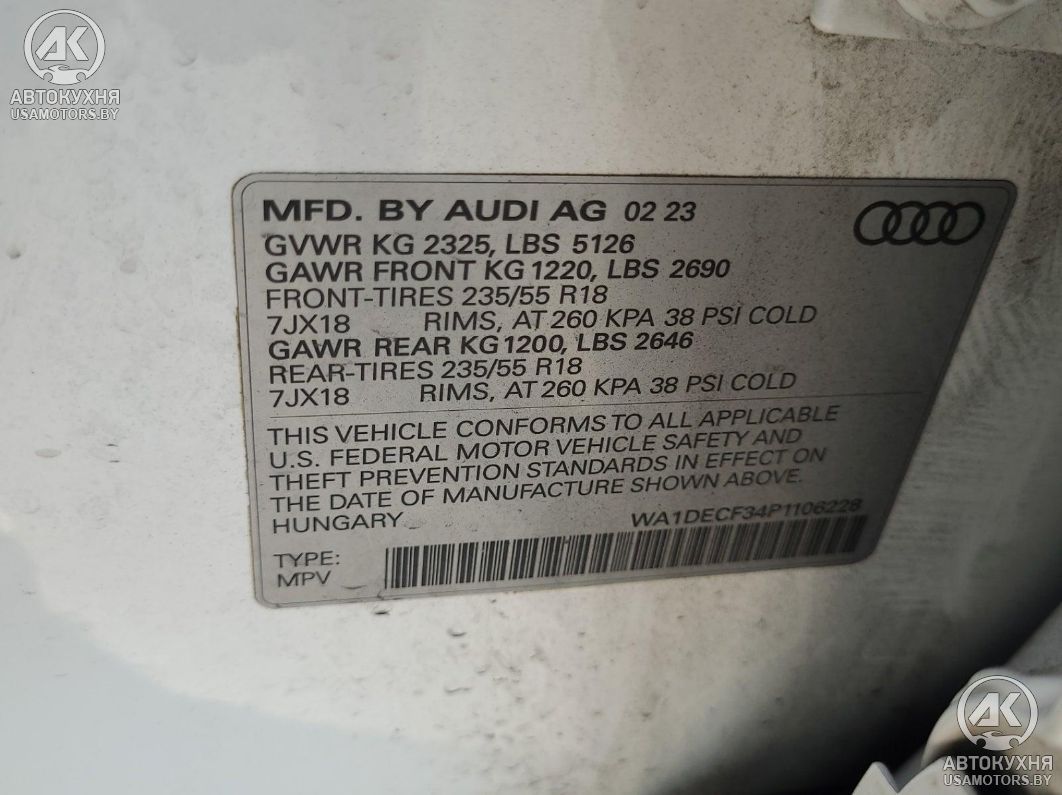 AK
АВТОКУХНЯ
USAMOTORS.BY
MFD. BY AUDI AG 02 23
GVWR KG 2325, LBS 5126
GAWR FRONT KG 1220, LBS 2690
FRONT-TIRES 235/55 R18
7JX18 RIMS, AT 260 KPA 38 PSI COLD
GAWR REAR KG 1200, LBS 2646
REAR-TIRES 235/55 R18
7JX18 RIMS, AT 260 KPA 38 PSI COLD
THIS VEHICLE CONFORMS TO ALL APPLICABLE
U.S. FEDERAL MOTOR VEHICLE SAFETY AND
THEFT PREVENTION STANDARDS IN EFFECT ON
THE DATE OF MANUFACTURE SHOWN ABOVE.
HUNGARY WA1DECF34P1106228
TYPE:
MPV
AK
АВТОКУХНЯ
USAMOTORS.BY